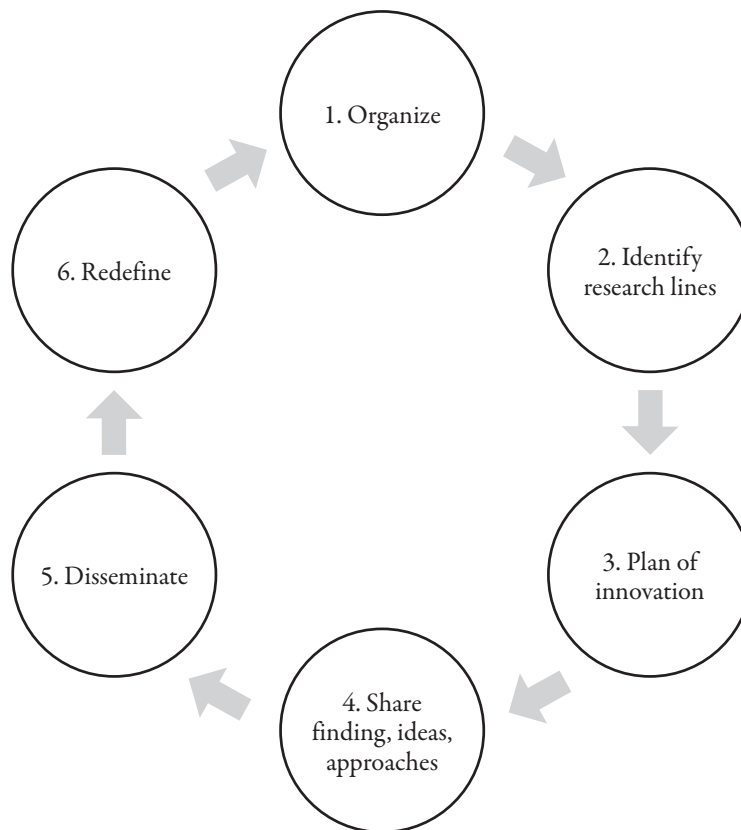 1. Organize
2. Identify
research lines
3. Plan of
innovation
4. Share
finding, ideas,
approaches
5. Disseminate
6. Redefine